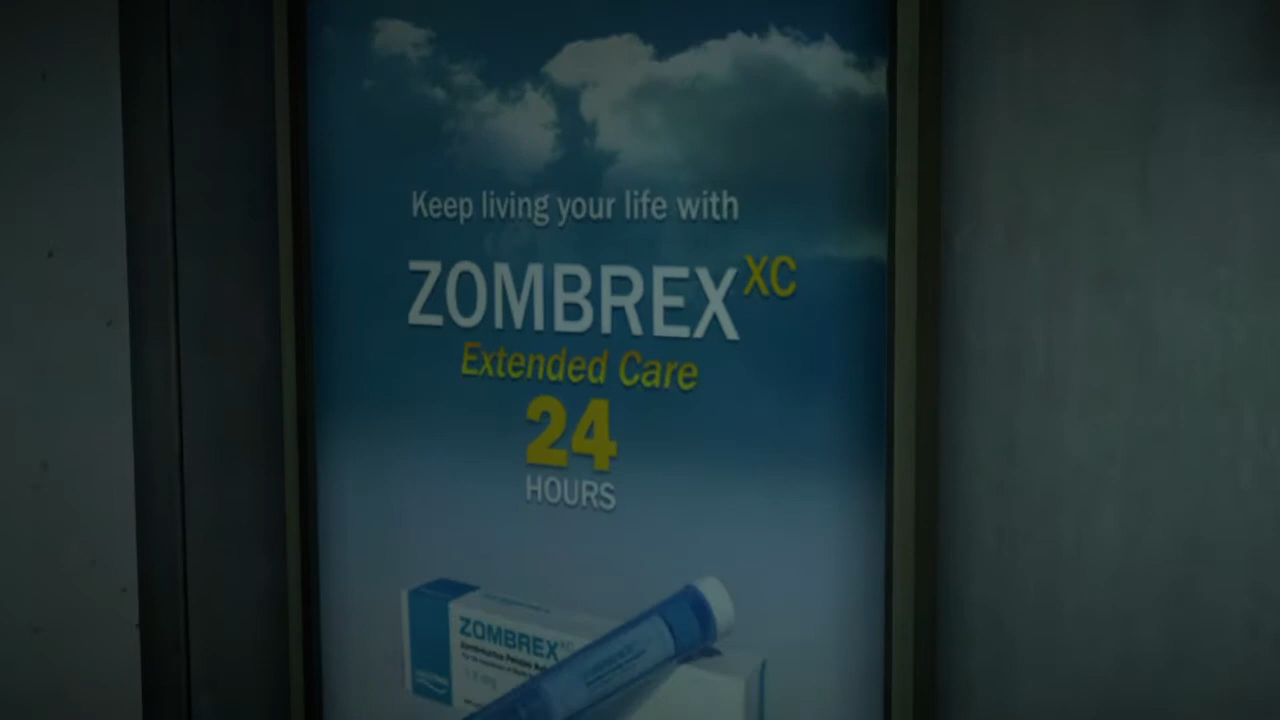 Keep living your life with
ZOMBREX XC
Extended Care
24
HOURS
ZOMBREX